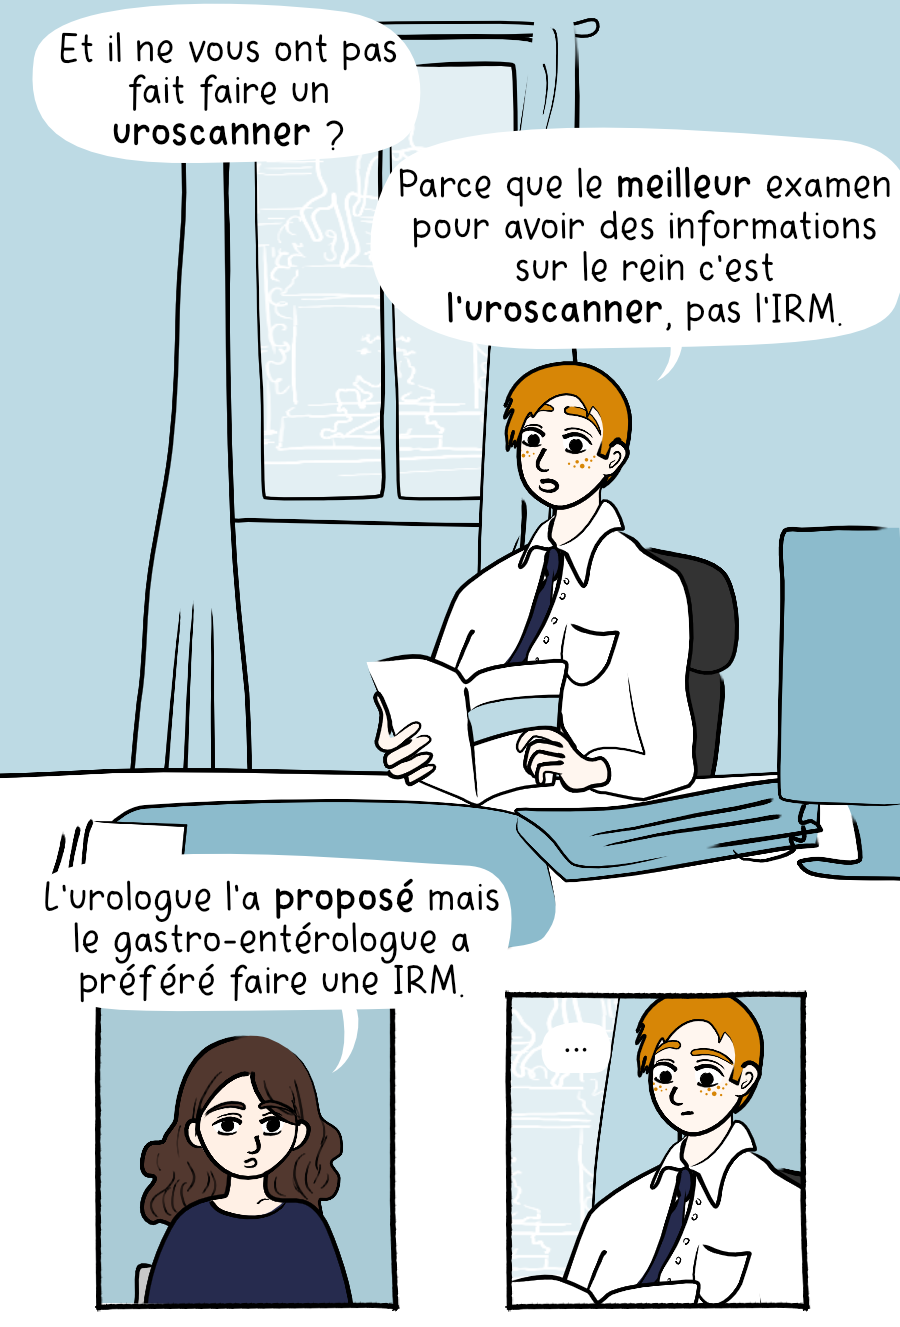 Et il ne vous ont pas
fait faire un
uroscanner ?
Parce que le meilleur examen
pour avoir des informations
sur le rein c'est
l'uroscanner, pas l'IRM.
L'urologue l'a proposé mais
le gastro-entérologue a
préféré faire une IRM.
...